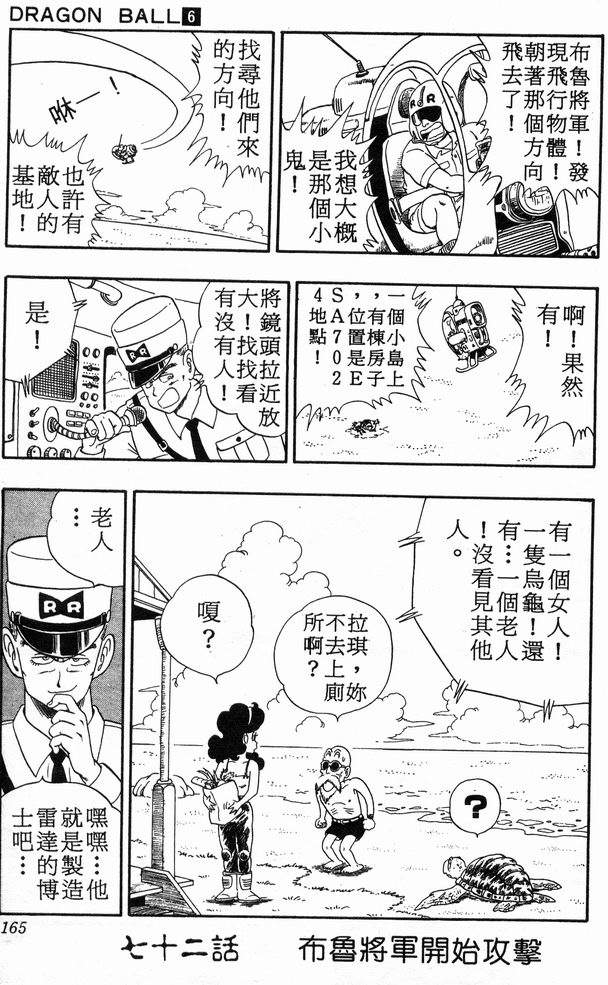 DRAGON BALL 6
布魯將軍！發
現飛行物體！
朝著那個方向
飛去了！
RR
我想大概
是那個小
鬼！
找尋他們來
的方向！
咻—！
也許有
敵人的
基地！
啊！果然
有！
一個小島上
，有棟房子
，位置是E
SA702
4地點！
將鏡頭拉近放
大！找找看
有沒有人！
RR
是！
有一個女人！
一隻烏龜！還
有…一個老人
！沒看見其他
人。
拉琪，妳
不去上廁
所啊？
嗄？
？
老人
…
RR
嘿嘿…他
就是製造
雷達的博
士吧…
165
七十二話 布魯將軍開始攻擊